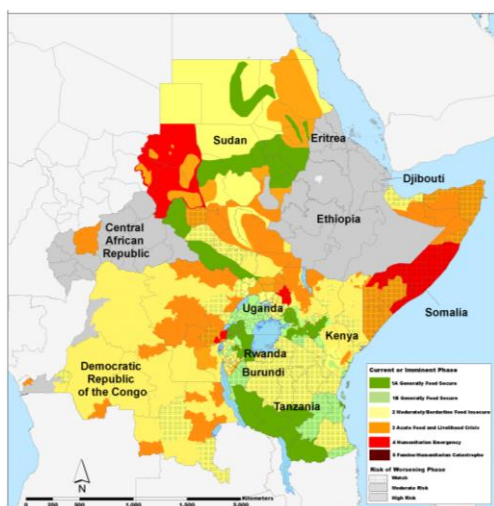 Sudan
Eritrea
Djibouti
Ethiopia
Central
African
Republic
Somalia
Uganda
Kenya
Rwanda
Democratic
Republic
of the Congo
Burundi
Tanzania
N
Kilometers
Current or Imminent Phase
1A Generally Food Secure
1B Generally Food Secure
2 Moderately/Borderline Food Insecure
3 Acute Food and Livelihood Crisis
4 Humanitarian Emergency
5 Famine/Humanitarian Catastrophe
Risk of Worsening Phase
Watch
Moderate Risk
High Risk